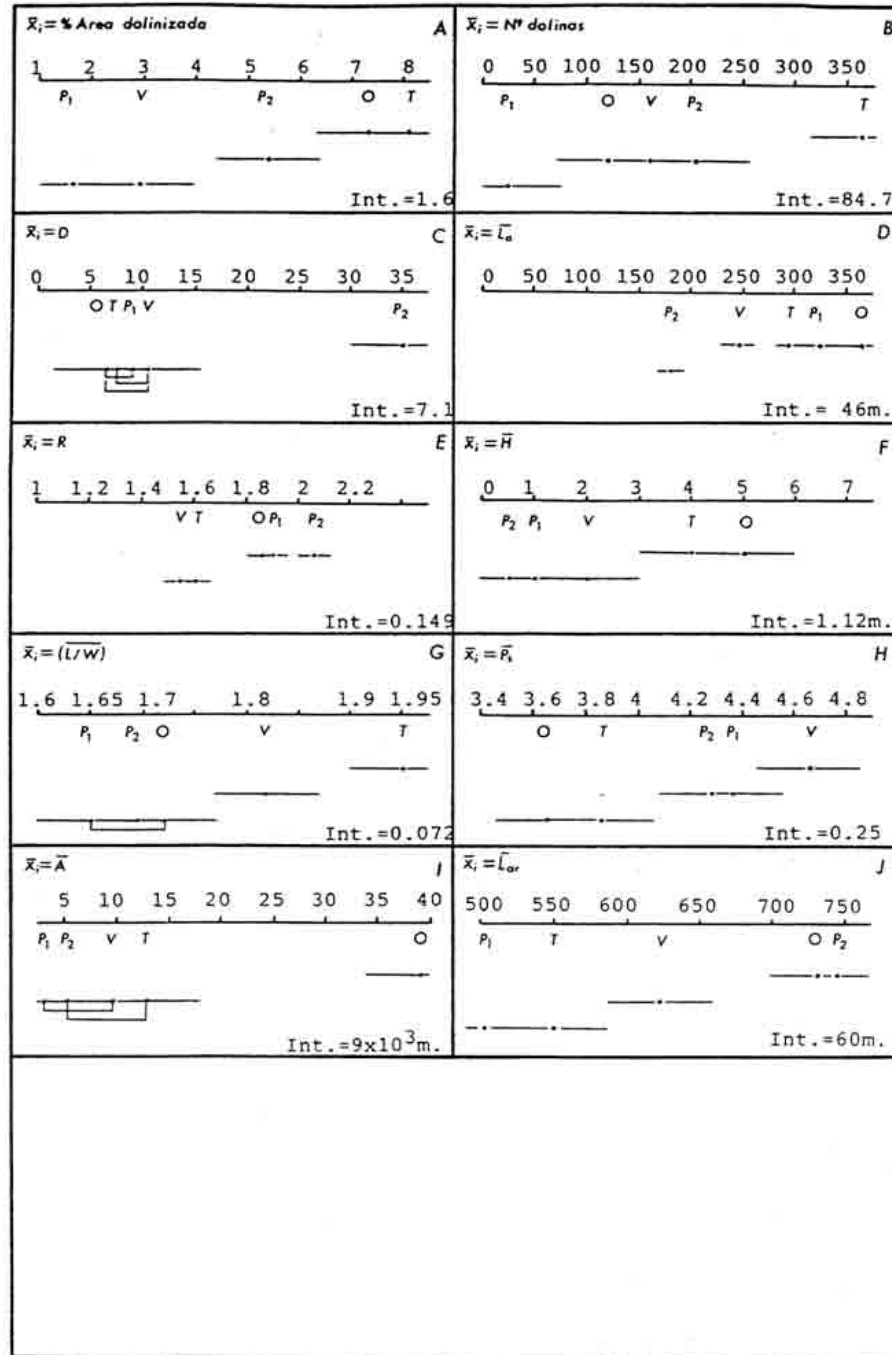 x̄ᵢ = % Area dolinizada A
1 2 3 4 5 6 7 8
P₁ V P₂ O T
Int.=1.6
x̄ᵢ = Nº dolinas B
0 50 100 150 200 250 300 350
P₁ O V P₂ T
Int.=84.7
x̄ᵢ = D C
0 5 10 15 20 25 30 35
O T P₁ V P₂
Int.=7.1
x̄ᵢ = L̄ₐ D
0 50 100 150 200 250 300 350
P₂ V T P₁ O
Int.= 46m.
x̄ᵢ = R E
1 1.2 1.4 1.6 1.8 2 2.2
V T O P₁ P₂
Int.=0.149
x̄ᵢ = H̄ F
0 1 2 3 4 5 6 7
P₂ P₁ V T O
Int.=1.12m.
x̄ᵢ = (L̅/̅W̅) G
1.6 1.65 1.7 1.8 1.9 1.95
P₁ P₂ O V T
Int.=0.072
x̄ᵢ = P̄ₛ H
3.4 3.6 3.8 4 4.2 4.4 4.6 4.8
O T P₂ P₁ V
Int.=0.25
x̄ᵢ = Ā I
5 10 15 20 25 30 35 40
P₁ P₂ V T O
Int.=9x10³m.
x̄ᵢ = L̄ₐᵣ J
500 550 600 650 700 750
P₁ T V O P₂
Int.=60m.